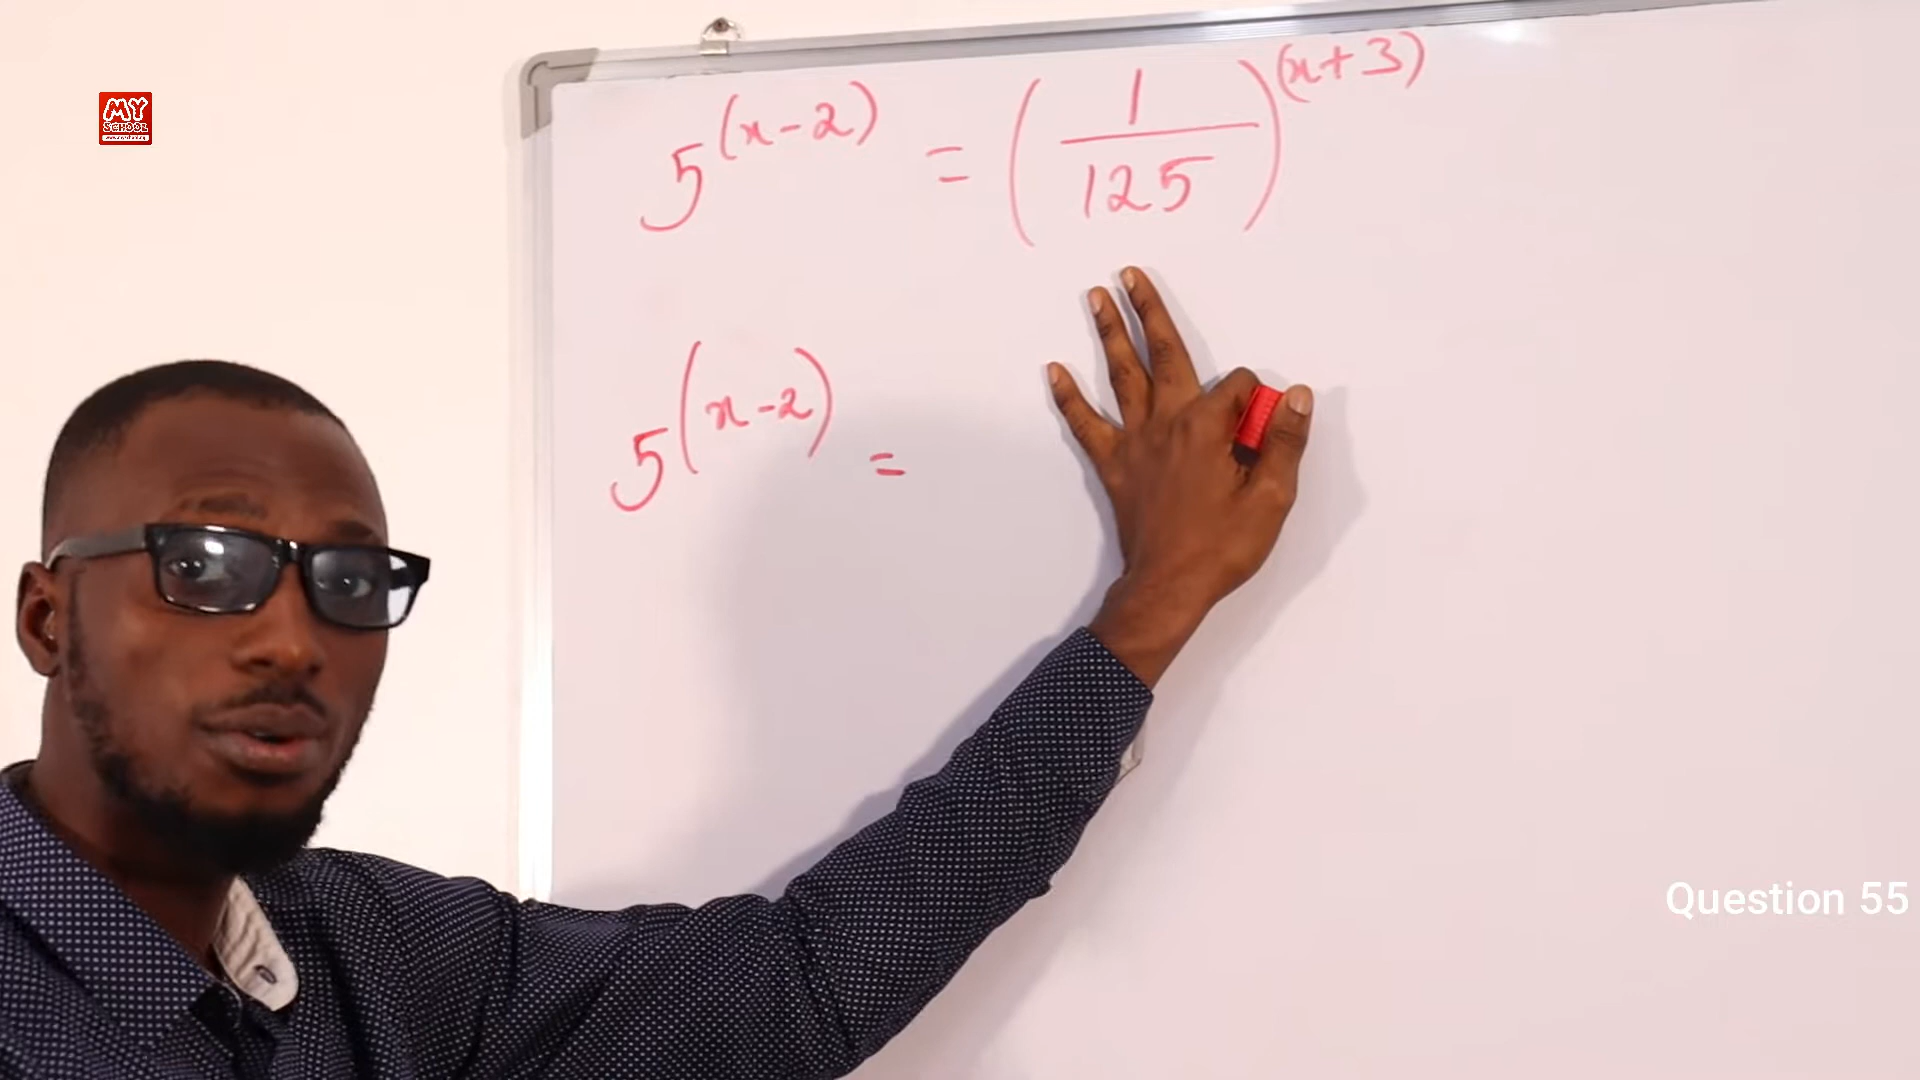 MY
SCHOOL
5^(x-2) = (1/125)^(x+3)
5^(x-2) =
Question 55